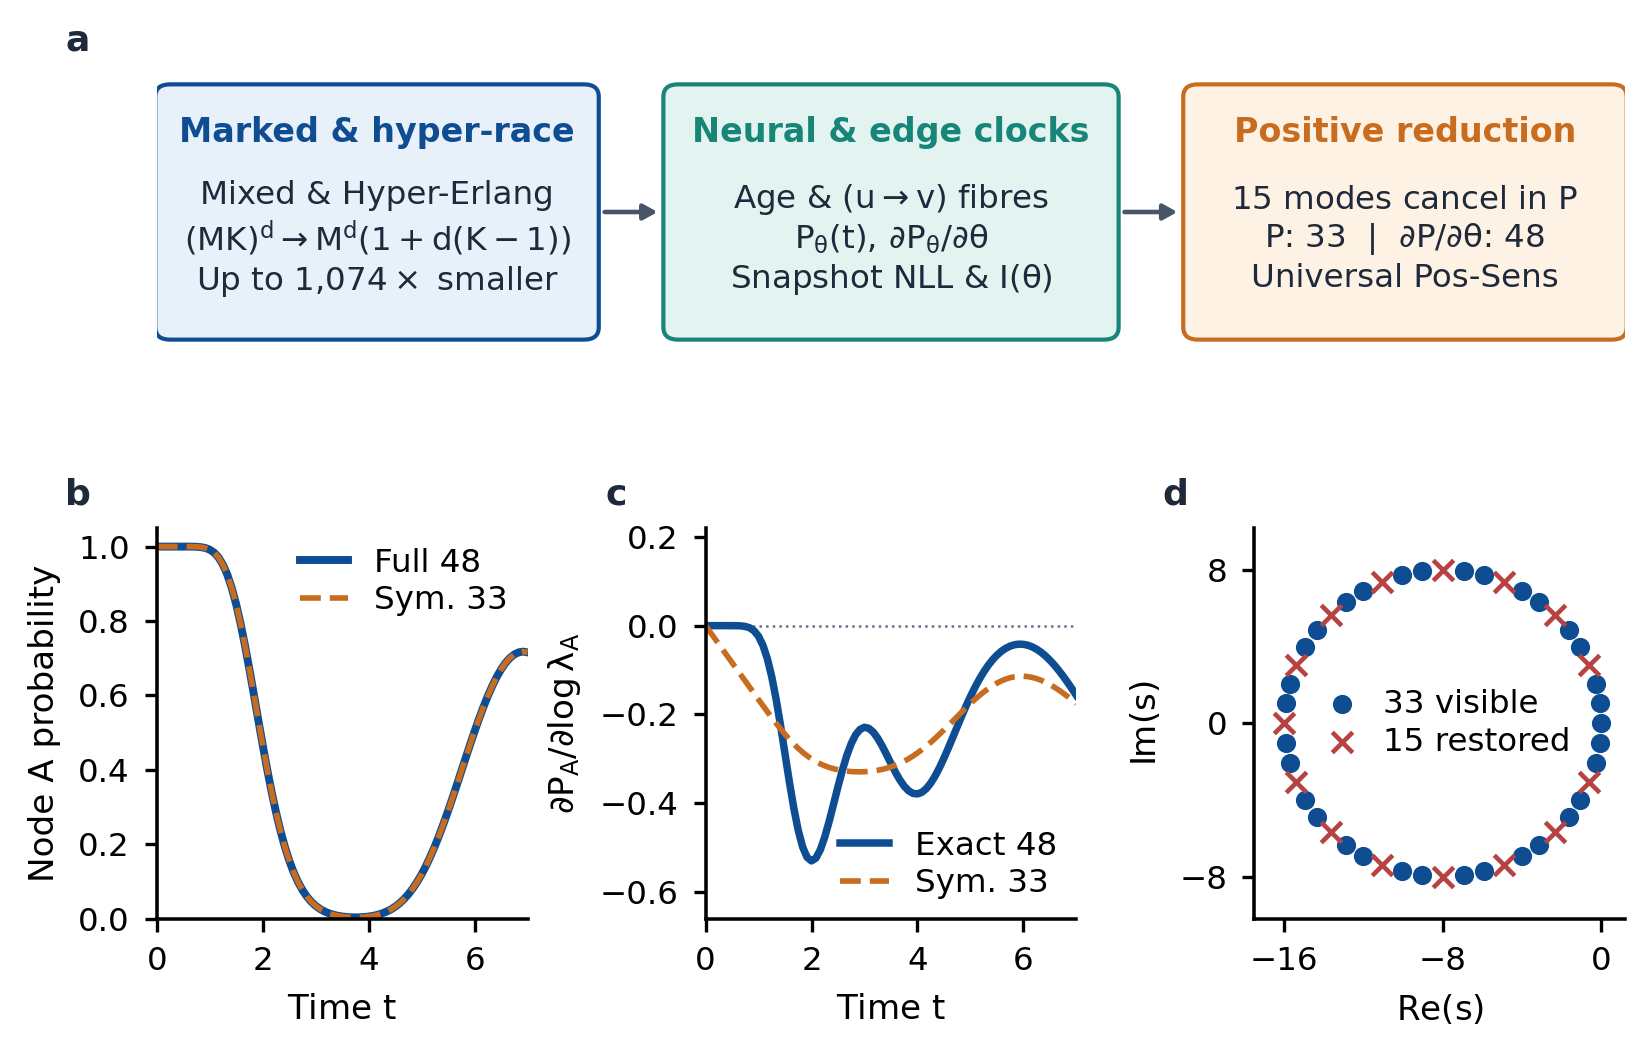 a
Marked & hyper-race
Mixed & Hyper-Erlang
(MK)ᵈ → Mᵈ(1 + d(K − 1))
Up to 1,074× smaller
Neural & edge clocks
Age & (u → v) fibres
P_θ(t), ∂P_θ/∂θ
Snapshot NLL & I(θ)
Positive reduction
15 modes cancel in P
P: 33 | ∂P/∂θ: 48
Universal Pos-Sens
b
Node A probability
1.0
0.8
0.6
0.4
0.2
0.0
Full 48
Sym. 33
0
2
4
6
Time t
c
∂P_A/∂log λ_A
0.2
0.0
−0.2
−0.4
−0.6
Exact 48
Sym. 33
0
2
4
6
Time t
d
Im(s)
8
0
−8
33 visible
15 restored
−16
−8
0
Re(s)